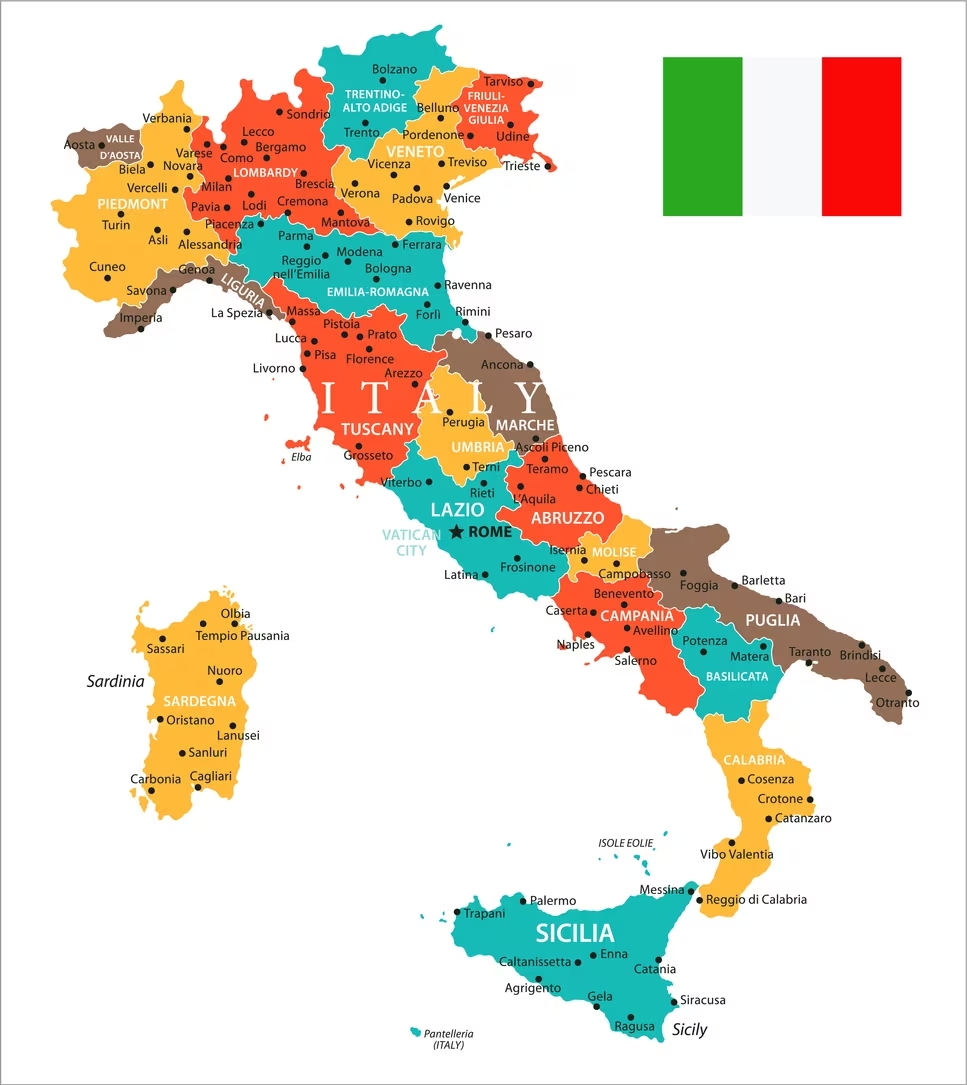 Bolzano
TRENTINO-
ALTO ADIGE
Trento
Tarviso
FRIULI-
VENEZIA
GIULIA
Belluno
Pordenone
Udine
Trieste
VENETO
Vicenza
Treviso
Verona
Padova
Venice
Rovigo
Sondrio
Lecco
Bergamo
Varese
Como
LOMBARDY
Milan
Brescia
Pavia
Lodi
Cremona
Mantova
Verbania
Aosta
VALLE
D'AOSTA
Biela
Novara
Vercelli
PIEDMONT
Turin
Asli
Alessandria
Cuneo
Piacenza
Parma
Reggio
nell'Emilia
Modena
Bologna
Ferrara
EMILIA-ROMAGNA
Ravenna
Forlì
Rimini
Genoa
Savona
LIGURIA
Imperia
La Spezia
Massa
Pistoia
Prato
Lucca
Pisa
Florence
Livorno
Arezzo
ITALY
TUSCANY
Grosseto
Elba
Pesaro
Ancona
MARCHE
Ascoli Piceno
Perugia
UMBRIA
Terni
Viterbo
Rieti
LAZIO
VATICAN
CITY
ROME
Latina
Frosinone
Teramo
Pescara
Chieti
L'Aquila
ABRUZZO
Isernia
MOLISE
Campobasso
Benevento
Caserta
CAMPANIA
Avellino
Naples
Salerno
Foggia
Barletta
Bari
PUGLIA
Taranto
Brindisi
Lecce
Otranto
Potenza
Matera
BASILICATA
CALABRIA
Cosenza
Crotone
Catanzaro
Vibo Valentia
Reggio di Calabria
Olbia
Tempio Pausania
Sassari
Nuoro
Sardinia
SARDEGNA
Oristano
Lanusei
Sanluri
Carbonia
Cagliari
ISOLE EOLIE
Messina
Palermo
Trapani
SICILIA
Enna
Caltanissetta
Catania
Agrigento
Gela
Siracusa
Ragusa
Sicily
Pantelleria
(ITALY)